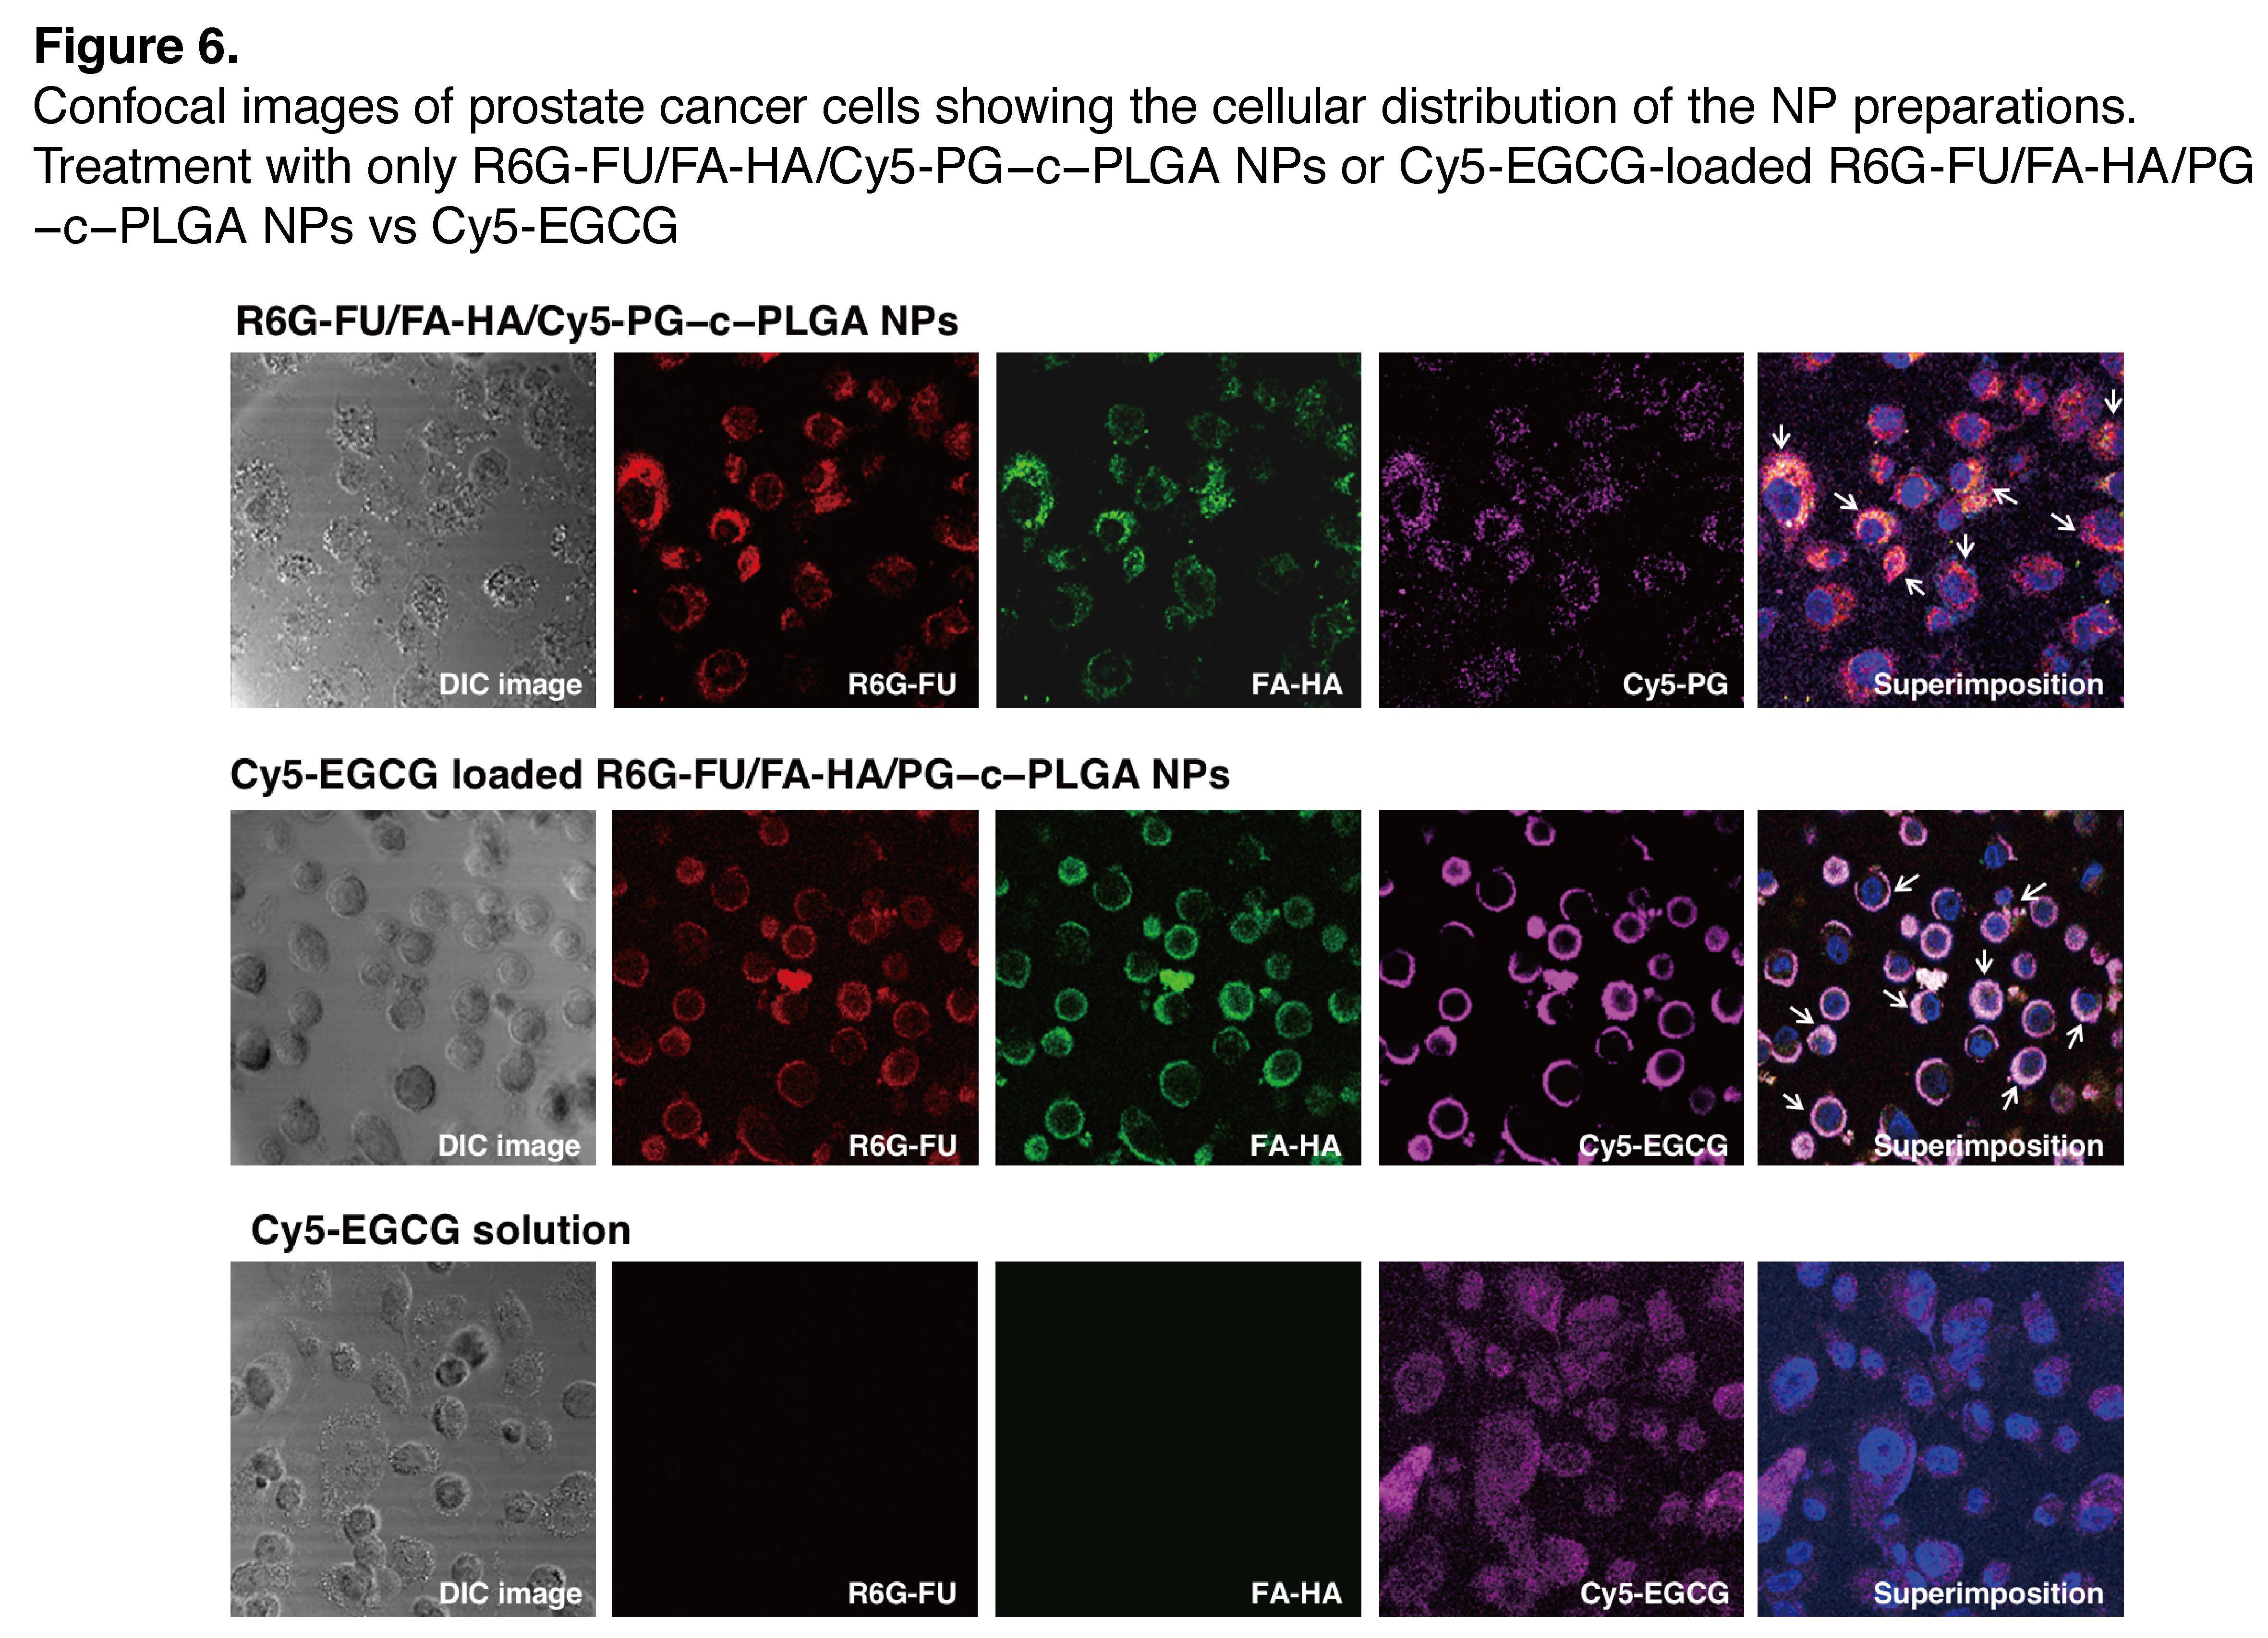 Figure 6.
Confocal images of prostate cancer cells showing the cellular distribution of the NP preparations.
Treatment with only R6G-FU/FA-HA/Cy5-PG–c–PLGA NPs or Cy5-EGCG-loaded R6G-FU/FA-HA/PG
–c–PLGA NPs vs Cy5-EGCG
R6G-FU/FA-HA/Cy5-PG–c–PLGA NPs
DIC image R6G-FU FA-HA Cy5-PG Superimposition
Cy5-EGCG loaded R6G-FU/FA-HA/PG–c–PLGA NPs
DIC image R6G-FU FA-HA Cy5-EGCG Superimposition
Cy5-EGCG solution
DIC image R6G-FU FA-HA Cy5-EGCG Superimposition